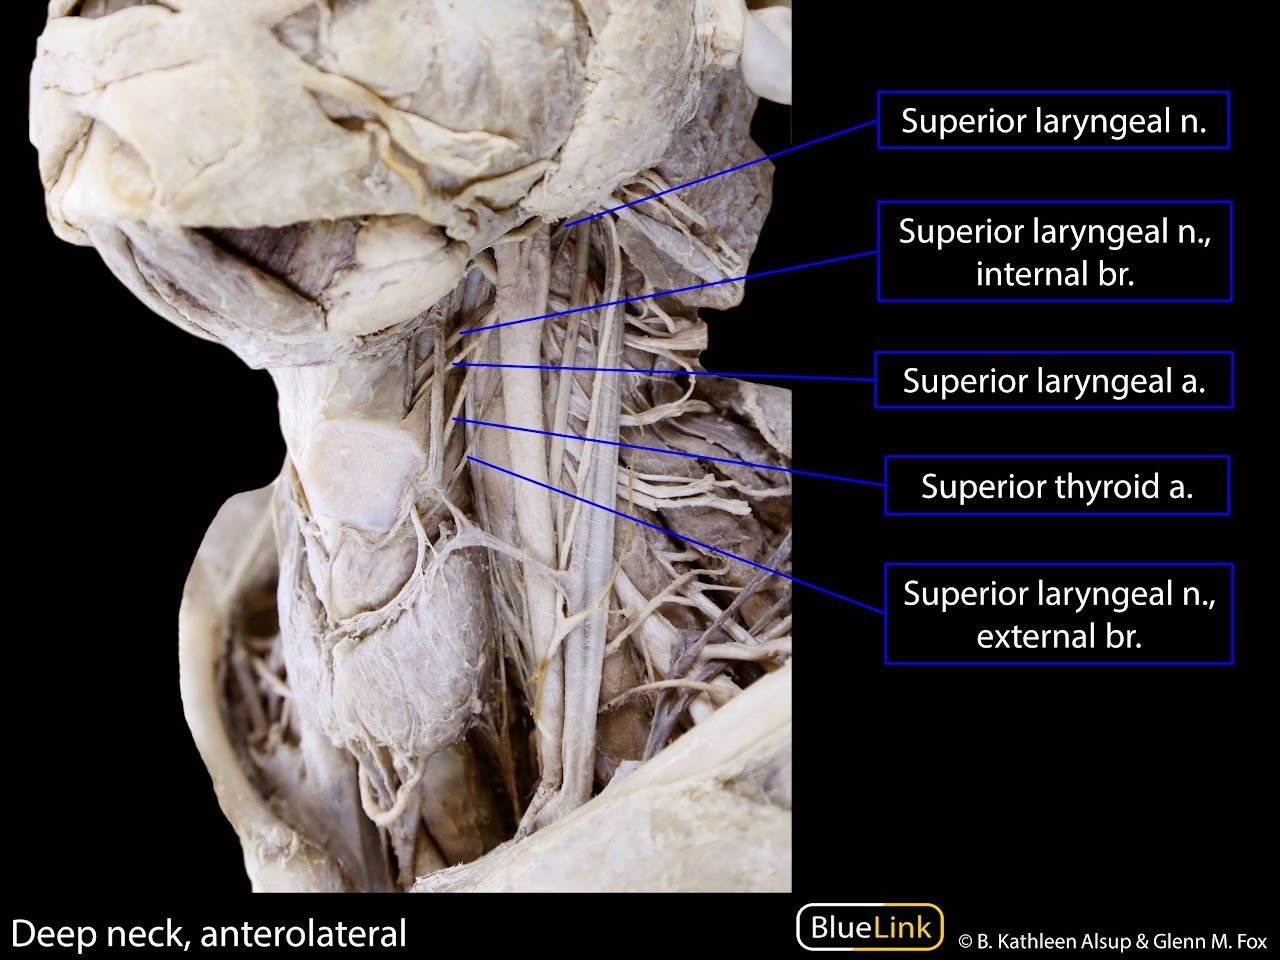 Superior laryngeal n.
Superior laryngeal n.,
internal br.
Superior laryngeal a.
Superior thyroid a.
Superior laryngeal n.,
external br.
Deep neck, anterolateral
BlueLink
© B. Kathleen Alsup & Glenn M. Fox